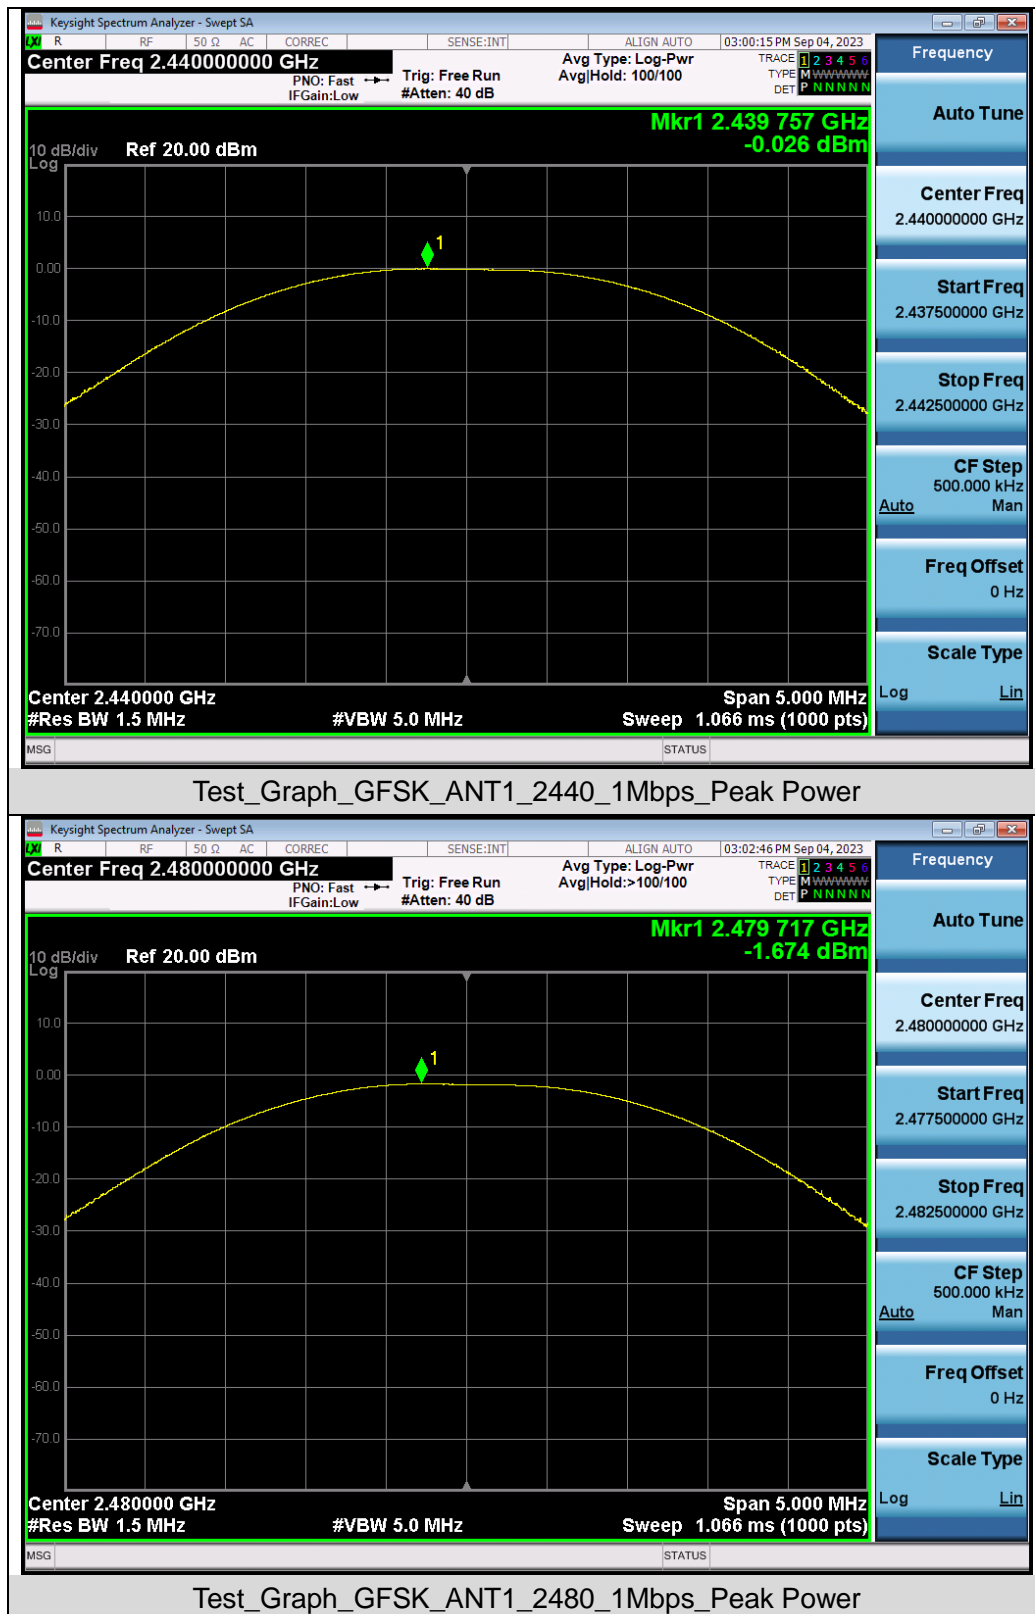 Keysight Spectrum Analyzer - Swept SA
LXI R RF 50 Ω AC CORREC SENSE:INT ALIGN AUTO 03:00:15 PM Sep 04, 2023
Center Freq 2.440000000 GHz Avg Type: Log-Pwr TRACE 1 2 3 4 5 6
PNO: Fast Trig: Free Run Avg|Hold: 100/100 TYPE M WWWWW
IFGain:Low #Atten: 40 dB DET P N N N N N
Frequency
Auto Tune
Center Freq
2.440000000 GHz
Start Freq
2.437500000 GHz
Stop Freq
2.442500000 GHz
CF Step
500.000 kHz
Auto Man
Freq Offset
0 Hz
Scale Type
Log Lin
Mkr1 2.439 757 GHz
10 dB/div Ref 20.00 dBm -0.026 dBm
Log
10.0
1
0.00
-10.0
-20.0
-30.0
-40.0
-50.0
-60.0
-70.0
Center 2.440000 GHz Span 5.000 MHz
#Res BW 1.5 MHz #VBW 5.0 MHz Sweep 1.066 ms (1000 pts)
MSG STATUS
Test_Graph_GFSK_ANT1_2440_1Mbps_Peak Power
Keysight Spectrum Analyzer - Swept SA
LXI R RF 50 Ω AC CORREC SENSE:INT ALIGN AUTO 03:02:46 PM Sep 04, 2023
Center Freq 2.480000000 GHz Avg Type: Log-Pwr TRACE 1 2 3 4 5 6
PNO: Fast Trig: Free Run Avg|Hold:>100/100 TYPE M WWWWW
IFGain:Low #Atten: 40 dB DET P N N N N N
Frequency
Auto Tune
Center Freq
2.480000000 GHz
Start Freq
2.477500000 GHz
Stop Freq
2.482500000 GHz
CF Step
500.000 kHz
Auto Man
Freq Offset
0 Hz
Scale Type
Log Lin
Mkr1 2.479 717 GHz
10 dB/div Ref 20.00 dBm -1.674 dBm
Log
10.0
1
0.00
-10.0
-20.0
-30.0
-40.0
-50.0
-60.0
-70.0
Center 2.480000 GHz Span 5.000 MHz
#Res BW 1.5 MHz #VBW 5.0 MHz Sweep 1.066 ms (1000 pts)
MSG STATUS
Test_Graph_GFSK_ANT1_2480_1Mbps_Peak Power